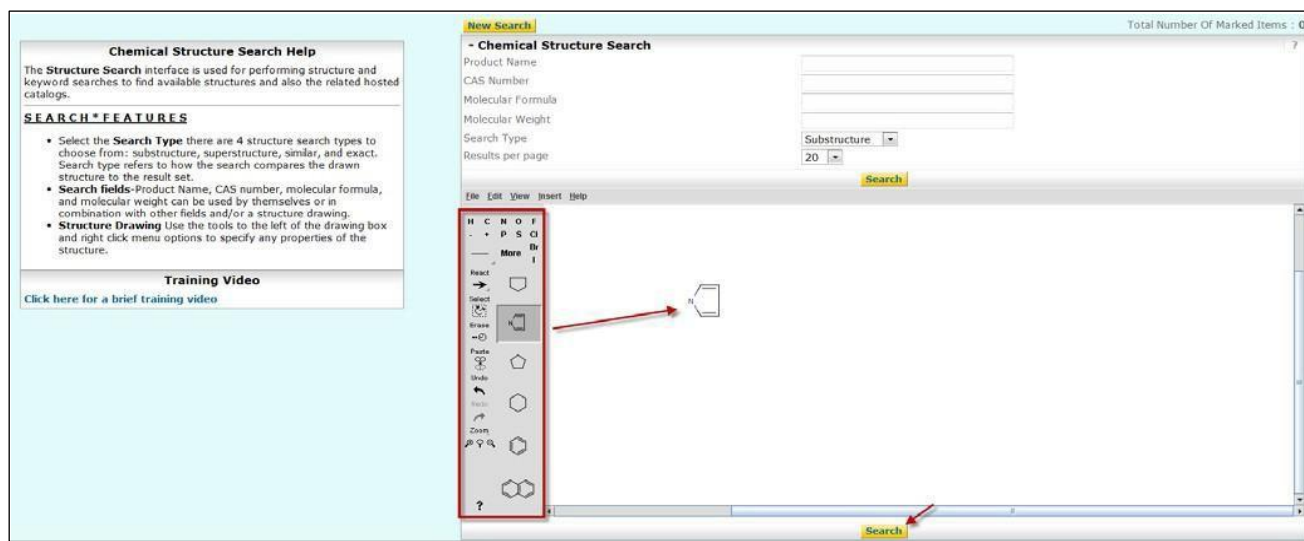 New Search
Total Number Of Marked Items : 0
Chemical Structure Search Help
The Structure Search interface is used for performing structure and
keyword searches to find available structures and also the related hosted
catalogs.
SEARCH*FEATURES
• Select the Search Type there are 4 structure search types to
choose from: substructure, superstructure, similar, and exact.
Search type refers to how the search compares the drawn
structure to the result set.
• Search fields-Product Name, CAS number, molecular formula,
and molecular weight can be used by themselves or in
combination with other fields and/or a structure drawing.
• Structure Drawing Use the tools to the left of the drawing box
and right click menu options to specify any properties of the
structure.
Training Video
Click here for a brief training video
- Chemical Structure Search ?
Product Name
CAS Number
Molecular Formula
Molecular Weight
Search Type Substructure
Results per page 20
Search
File Edit View Insert Help
H C N O F
- + P S Cl
More Br
I
React
Select
Erase
N
Paste
Undo
Redo
Zoom
?
N
Search